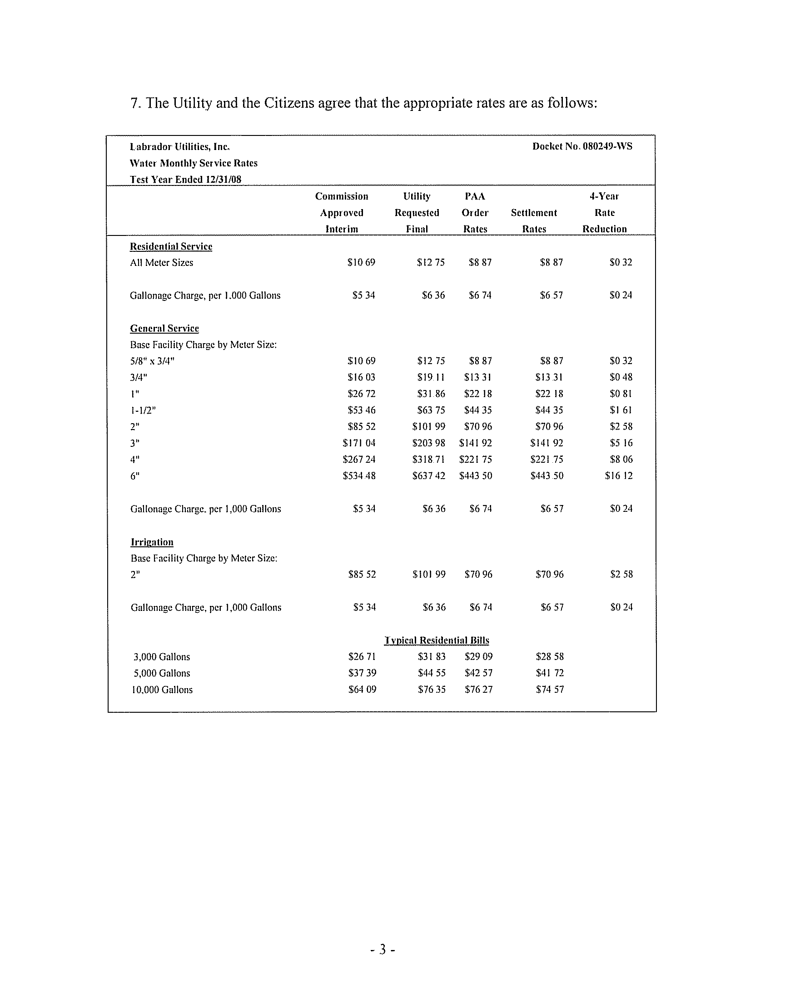 7. The Utility and the Citizens agree that the appropriate rates are as follows:
Labrador Utilities, Inc. Docket No. 080249-WS
Water Monthly Service Rates
Test Year Ended 12/31/08
Commission Utility PAA 4-Year
Approved Requested Order Settlement Rate
Interim Final Rates Rates Reduction
Residential Service
All Meter Sizes $10 69 $12 75 $8 87 $8 87 $0 32
Gallonage Charge, per 1,000 Gallons $5 34 $6 36 $6 74 $6 57 $0 24
General Service
Base Facility Charge by Meter Size:
5/8" x 3/4" $10 69 $12 75 $8 87 $8 87 $0 32
3/4" $16 03 $19.11 $13 31 $13.31 $0 48
1" $26 72 $31.86 $22 18 $22 18 $0 81
1-1/2" $53 46 $63 75 $44 35 $44 35 $1 61
2" $85 52 $101 99 $70 96 $70 96 $2 58
3" $171 04 $203 98 $141 92 $141 92 $5 16
4" $267 24 $318.71 $221 75 $221.75 $8 06
6" $534.48 $637 42 $443 50 $443.50 $16 12
Gallonage Charge, per 1,000 Gallons $5 34 $6 36 $6 74 $6 57 $0 24
Irrigation
Base Facility Charge by Meter Size:
2" $85 52 $101 99 $70 96 $70.96 $2 58
Gallonage Charge, per 1,000 Gallons $5 34 $6 36 $6 74 $6 57 $0 24
Typical Residential Bills
3,000 Gallons $26 71 $31 83 $29 09 $28 58
5,000 Gallons $37 39 $44 55 $42 57 $41 72
10,000 Gallons $64 09 $76 35 $76 27 $74 57
- 3 -